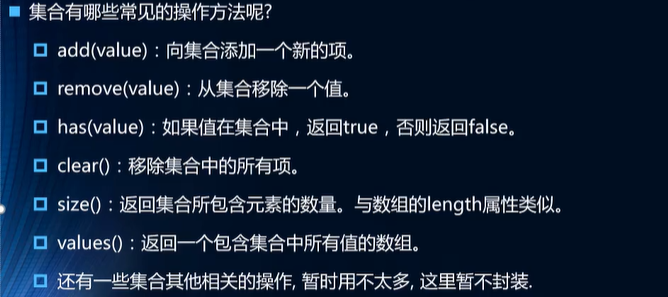 集合有哪些常见的操作方法呢?
add(value)：向集合添加一个新的项。
remove(value)：从集合移除一个值。
has(value)：如果值在集合中，返回true，否则返回false。
clear()：移除集合中的所有项。
size()：返回集合所包含元素的数量。与数组的length属性类似。
values()：返回一个包含集合中所有值的数组。
还有一些集合其他相关的操作, 暂时用不太多, 这里暂不封装.